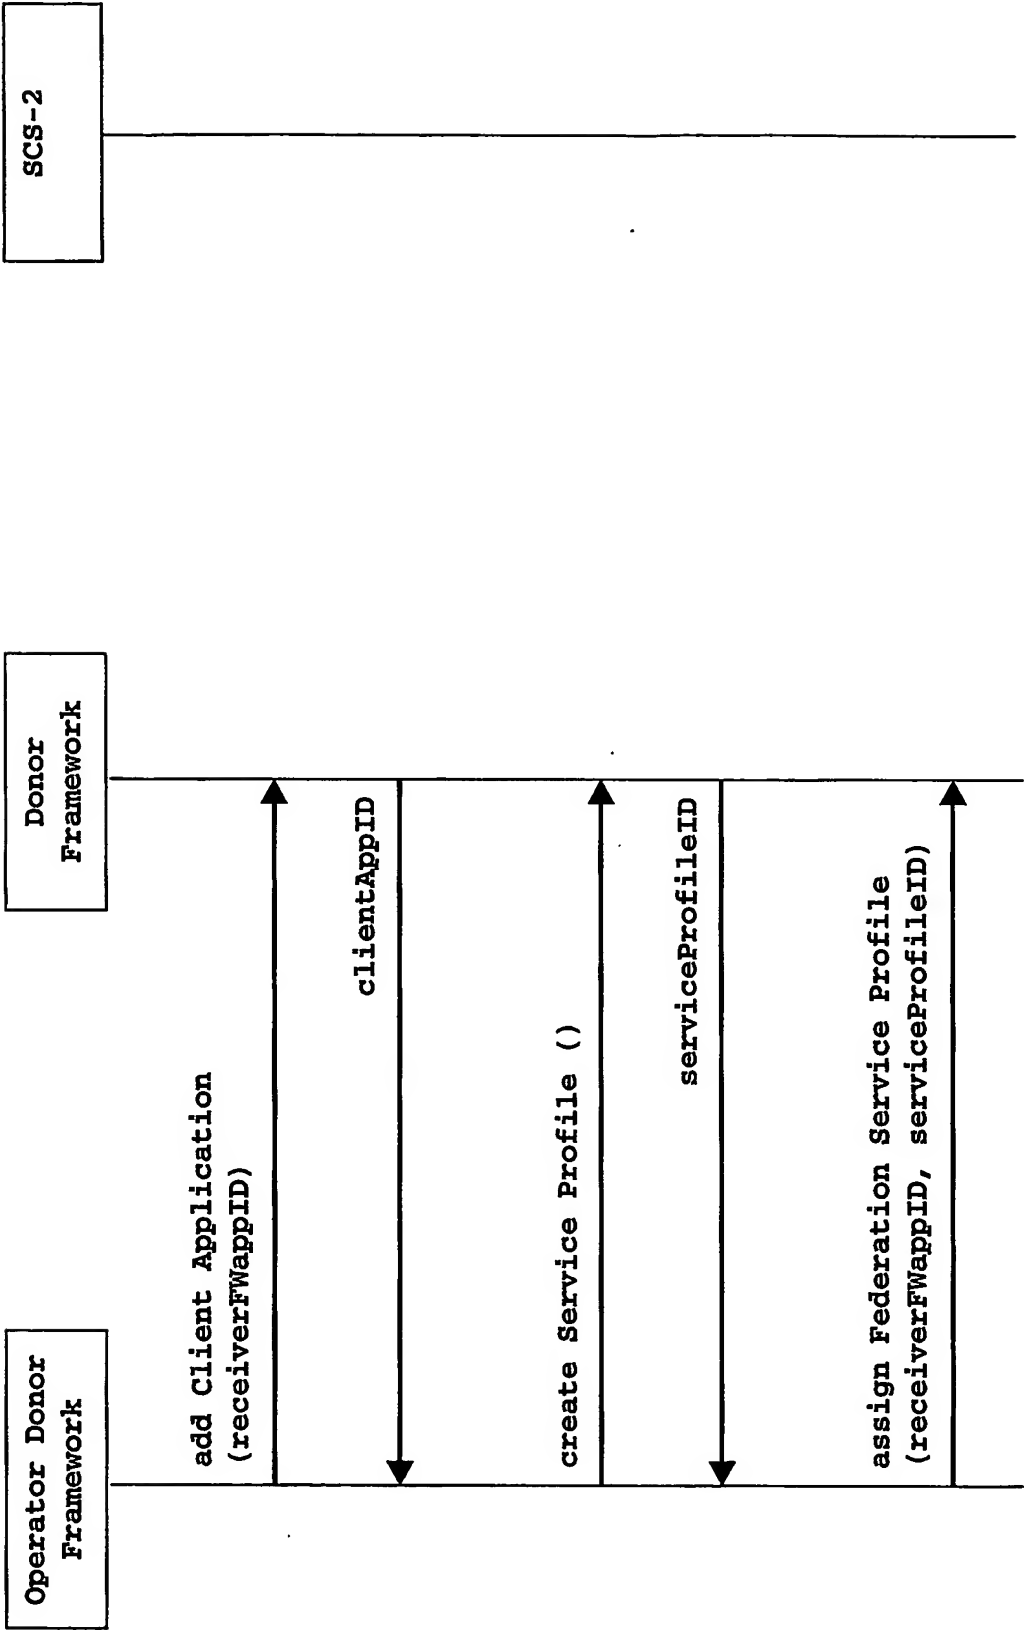 Operator Donor
Framework
Donor
Framework
SCS-2
add Client Application
(receiverFWappID)
clientAppID
create Service Profile ()
serviceProfileID
assign Federation Service Profile
(receiverFWappID, serviceProfileID)